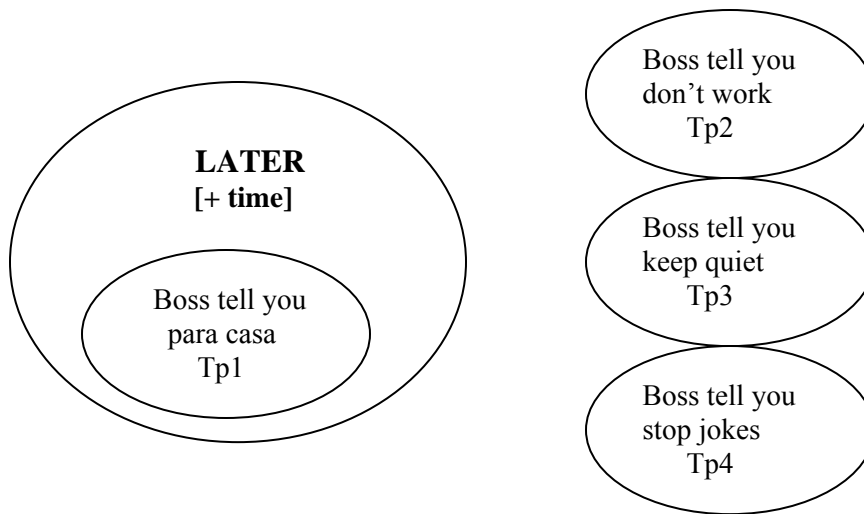 LATER
[+ time]
Boss tell you
para casa
Tp1
Boss tell you
don’t work
Tp2
Boss tell you
keep quiet
Tp3
Boss tell you
stop jokes
Tp4